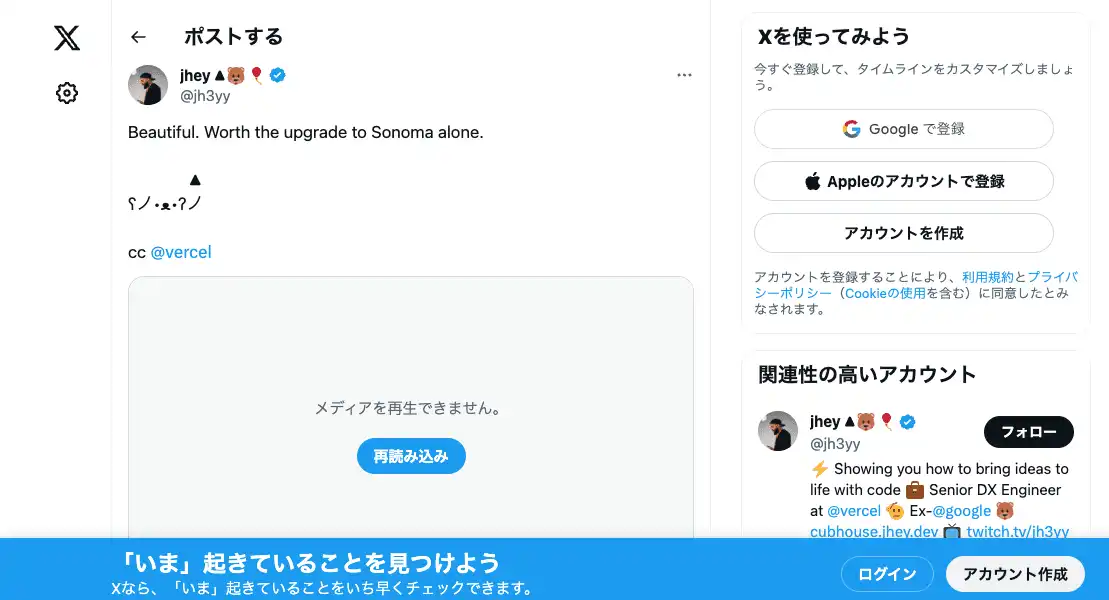 ポストする
jhey ▲🐻🎈
@jh3yy
Beautiful. Worth the upgrade to Sonoma alone.
▲
ʕノ•ᴥ•ʔノ
cc @vercel
メディアを再生できません。
再読み込み
Xを使ってみよう
今すぐ登録して、タイムラインをカスタマイズしましょ
う。
Google で登録
Appleのアカウントで登録
アカウントを作成
アカウントを登録することにより、利用規約とプライバ
シーポリシー（Cookieの使用を含む）に同意したとみ
なされます。
関連性の高いアカウント
jhey ▲🐻🎈
@jh3yy
フォロー
⚡ Showing you how to bring ideas to
life with code 💼 Senior DX Engineer
at @vercel 🫡 Ex-@google 🐻
cubhouse.jhey.dev 📺 twitch.tv/jh3yy
「いま」起きていることを見つけよう
Xなら、「いま」起きていることをいち早くチェックできます。
ログイン
アカウント作成